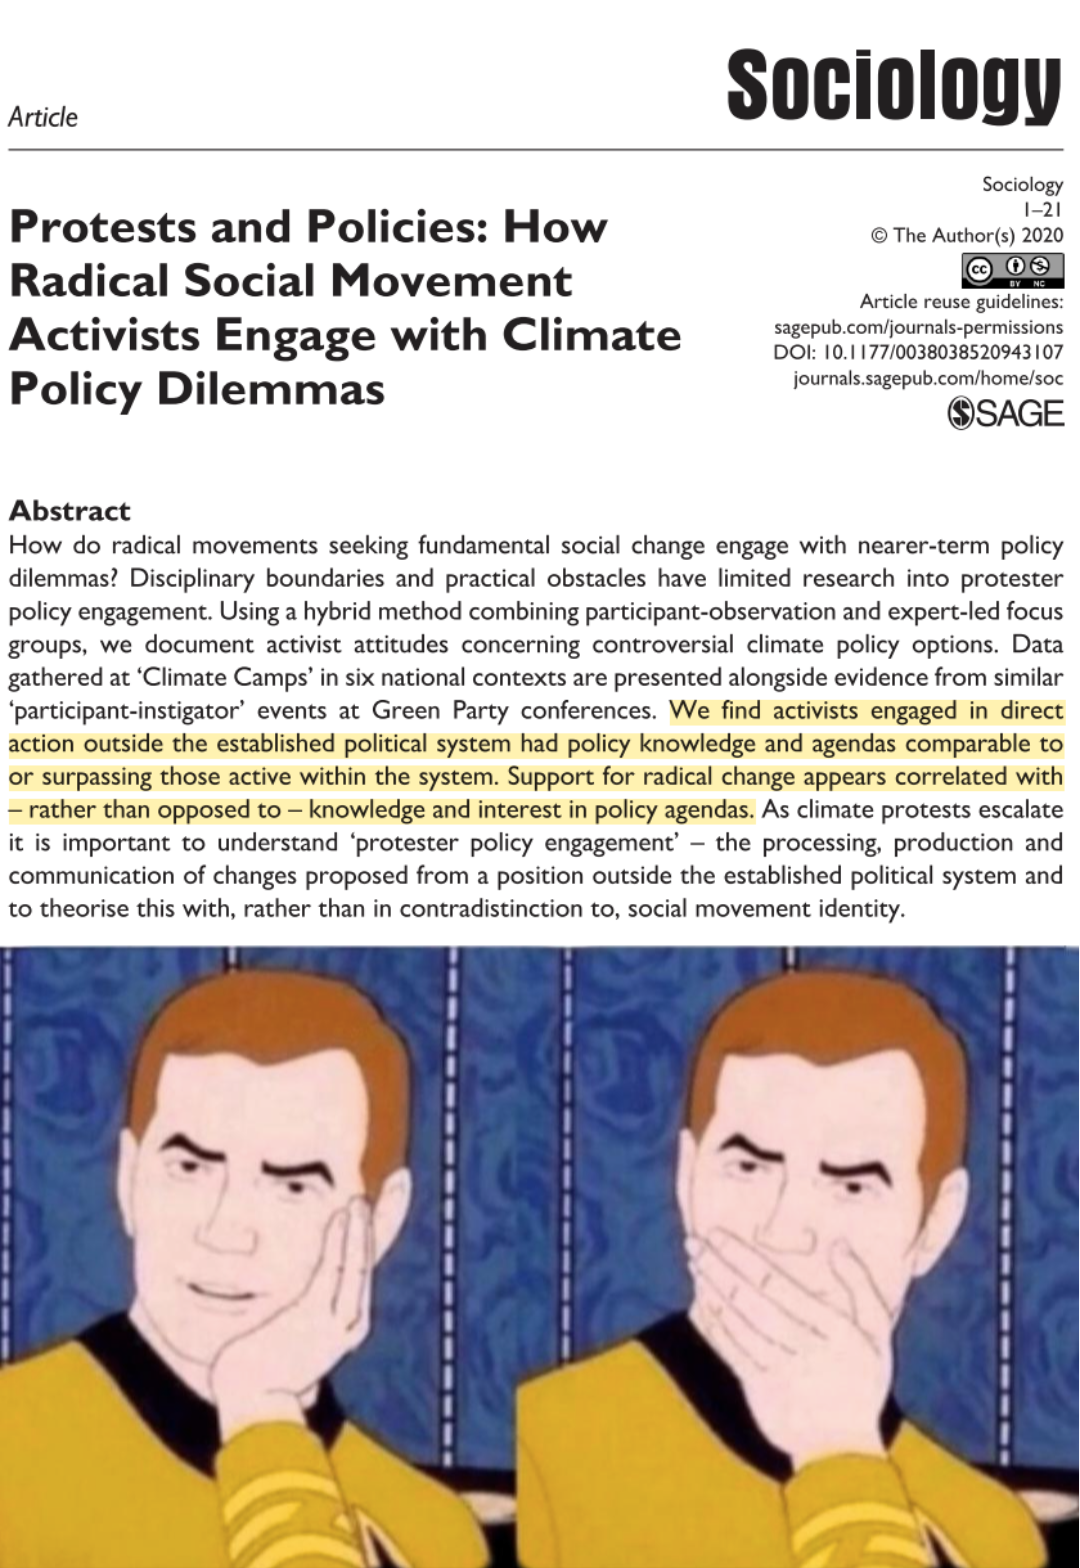 Sociology
Article
Sociology
1–21
© The Author(s) 2020
cc BY NC
Article reuse guidelines:
sagepub.com/journals-permissions
DOI: 10.1177/0038038520943107
journals.sagepub.com/home/soc
SAGE
Protests and Policies: How
Radical Social Movement
Activists Engage with Climate
Policy Dilemmas
Abstract
How do radical movements seeking fundamental social change engage with nearer-term policy
dilemmas? Disciplinary boundaries and practical obstacles have limited research into protester
policy engagement. Using a hybrid method combining participant-observation and expert-led focus
groups, we document activist attitudes concerning controversial climate policy options. Data
gathered at ‘Climate Camps’ in six national contexts are presented alongside evidence from similar
‘participant-instigator’ events at Green Party conferences. We find activists engaged in direct
action outside the established political system had policy knowledge and agendas comparable to
or surpassing those active within the system. Support for radical change appears correlated with
– rather than opposed to – knowledge and interest in policy agendas. As climate protests escalate
it is important to understand ‘protester policy engagement’ – the processing, production and
communication of changes proposed from a position outside the established political system and
to theorise this with, rather than in contradistinction to, social movement identity.